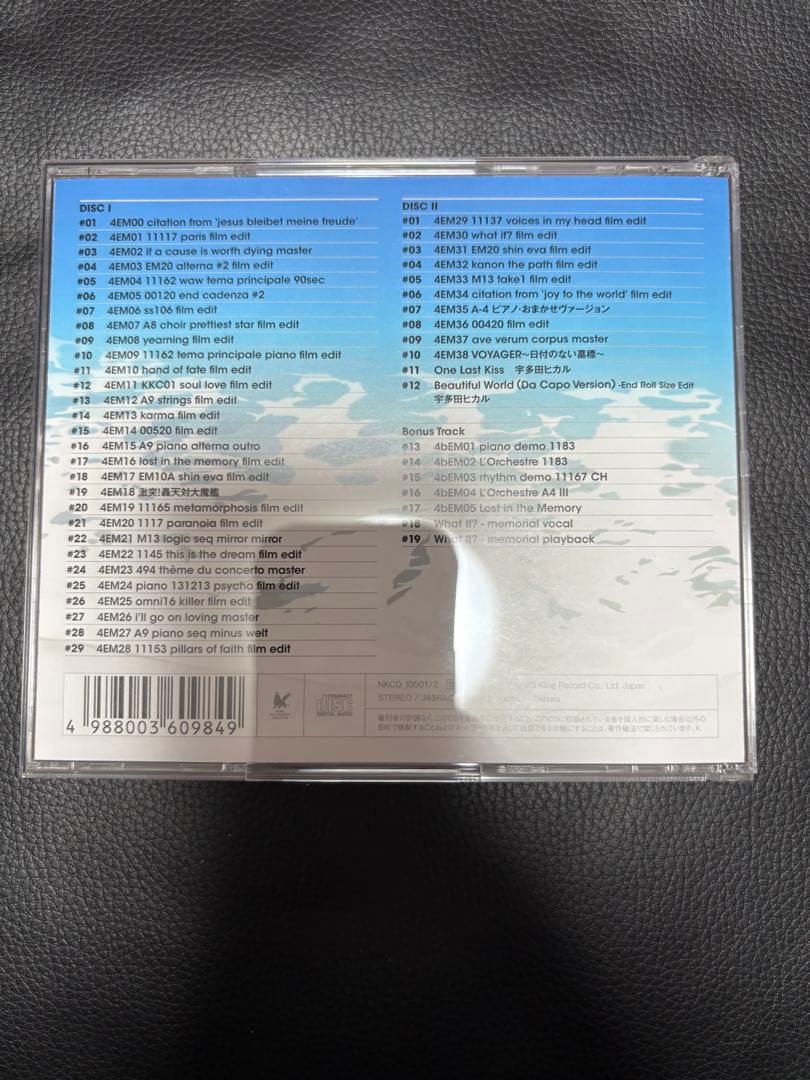 DISC I
#01 4EM00 citation from 'jesus bleibet meine freude'
#02 4EM01 11117 paris film edit
#03 4EM02 if a cause is worth dying master
#04 4EM03 EM20 alterna #2 film edit
#05 4EM04 11162 waw tema principale 90sec
#06 4EM05 00120 end cadenza #2
#07 4EM06 ss106 film edit
#08 4EM07 A8 choir prettiest star film edit
#09 4EM08 yearning film edit
#10 4EM09 11162 tema principale piano film edit
#11 4EM10 hand of fate film edit
#12 4EM11 KKC01 soul love film edit
#13 4EM12 A9 strings film edit
#14 4EM13 karma film edit
#15 4EM14 00520 film edit
#16 4EM15 A9 piano alterna outro
#17 4EM16 lost in the memory film edit
#18 4EM17 EM10A shin eva film edit
#19 4EM18 激突!轟天対大魔艦
#20 4EM19 11165 metamorphosis film edit
#21 4EM20 1117 paranoia film edit
#22 4EM21 M13 logic seq mirror mirror
#23 4EM22 1145 this is the dream film edit
#24 4EM23 494 thème du concerto master
#25 4EM24 piano 131213 psycho film edit
#26 4EM25 omni16 killer film edit
#27 4EM26 i'll go on loving master
#28 4EM27 A9 piano seq minus welt
#29 4EM28 11153 pillars of faith film edit
DISC II
#01 4EM29 11137 voices in my head film edit
#02 4EM30 what if? film edit
#03 4EM31 EM20 shin eva film edit
#04 4EM32 kanon the path film edit
#05 4EM33 M13 take1 film edit
#06 4EM34 citation from 'joy to the world' film edit
#07 4EM35 A-4 ピアノ・おまかせヴァージョン
#08 4EM36 00420 film edit
#09 4EM37 ave verum corpus master
#10 4EM38 VOYAGER〜日付のない墓標〜
#11 One Last Kiss 宇多田ヒカル
#12 Beautiful World (Da Capo Version) -End Roll Size Edit
宇多田ヒカル
Bonus Track
#13 4bEM01 piano demo 1183
#14 4bEM02 L'Orchestre 1183
#15 4bEM03 rhythm demo 11167 CH
#16 4bEM04 L'Orchestre A4 III
#17 4bEM05 Lost in the Memory
#18 What If? - memorial vocal
#19 What If? - memorial playback
4 988003 609849
COMPACT
disc
DIGITAL AUDIO
NKCD_10501/2 King Record Co., Ltd. Japan
STEREO / JASRAC